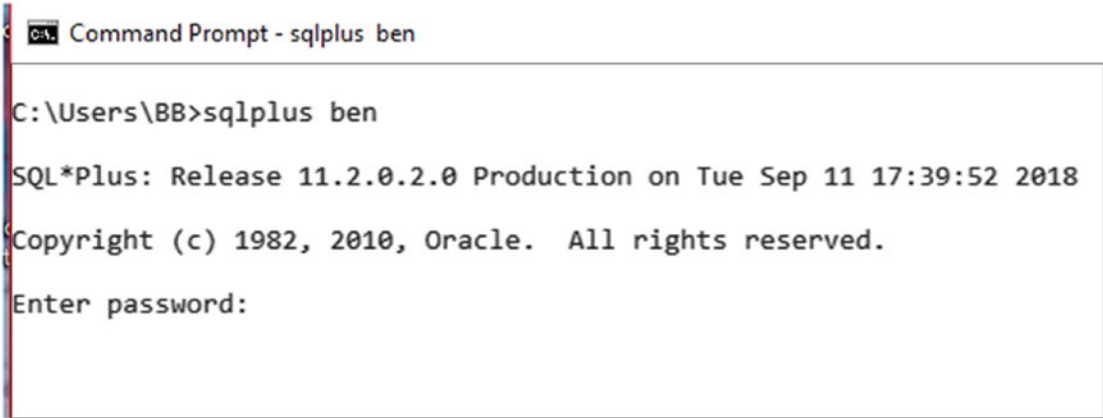 Command Prompt - sqlplus ben
C:\Users\BB>sqlplus ben
SQL*Plus: Release 11.2.0.2.0 Production on Tue Sep 11 17:39:52 2018
Copyright (c) 1982, 2010, Oracle.  All rights reserved.
Enter password: